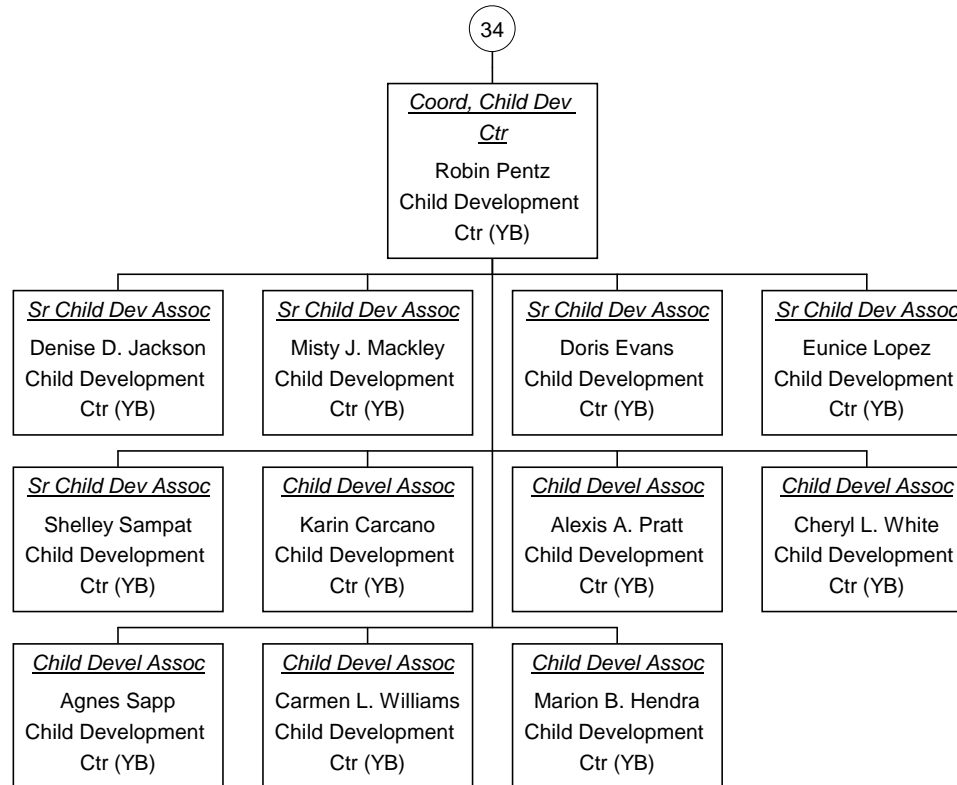 34
Coord, Child Dev
Ctr
Robin Pentz
Child Development
Ctr (YB)
Sr Child Dev Assoc
Denise D. Jackson
Child Development
Ctr (YB)
Sr Child Dev Assoc
Misty J. Mackley
Child Development
Ctr (YB)
Sr Child Dev Assoc
Doris Evans
Child Development
Ctr (YB)
Sr Child Dev Assoc
Eunice Lopez
Child Development
Ctr (YB)
Sr Child Dev Assoc
Shelley Sampat
Child Development
Ctr (YB)
Child Devel Assoc
Karin Carcano
Child Development
Ctr (YB)
Child Devel Assoc
Alexis A. Pratt
Child Development
Ctr (YB)
Child Devel Assoc
Cheryl L. White
Child Development
Ctr (YB)
Child Devel Assoc
Agnes Sapp
Child Development
Ctr (YB)
Child Devel Assoc
Carmen L. Williams
Child Development
Ctr (YB)
Child Devel Assoc
Marion B. Hendra
Child Development
Ctr (YB)